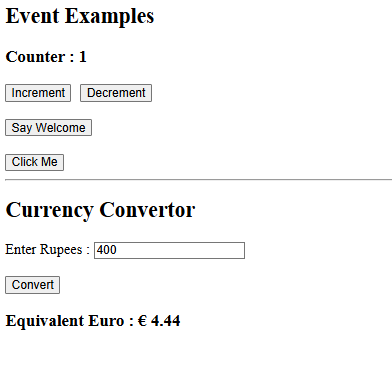 Event Examples
Counter : 1
Increment Decrement
Say Welcome
Click Me
Currency Convertor
Enter Rupees : 400
Convert
Equivalent Euro : € 4.44